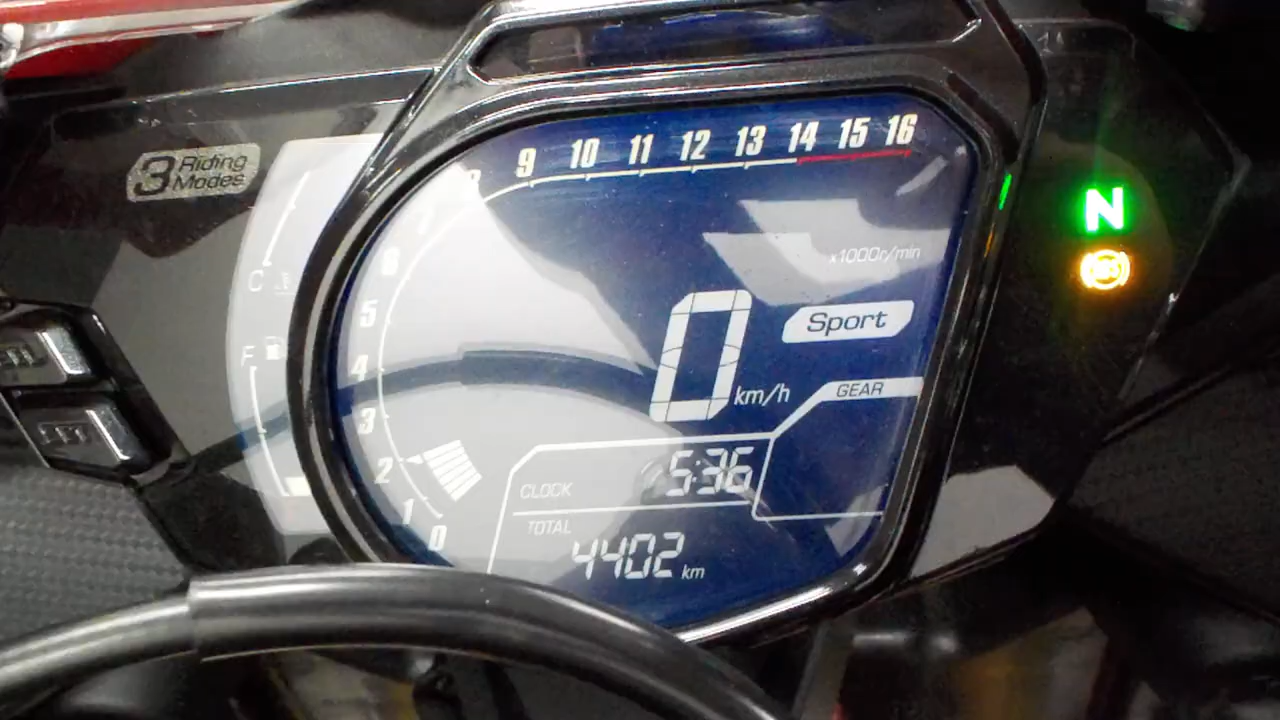 3 Riding
Modes
9 10 11 12 13 14 15 16
7
6
5
4
3
2
1
0
x1000r/min
C
F
0 km/h
Sport
GEAR
CLOCK 5:36
TOTAL
4402 km
N
ABS